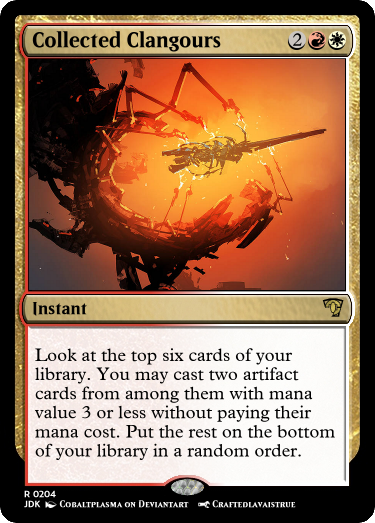 Collected Clangours 2
Instant
Look at the top six cards of your
library. You may cast two artifact
cards from among them with mana
value 3 or less without paying their
mana cost. Put the rest on the bottom
of your library in a random order.
R 0204
JDK Cobaltplasma on Deviantart Craftedlavaistrue